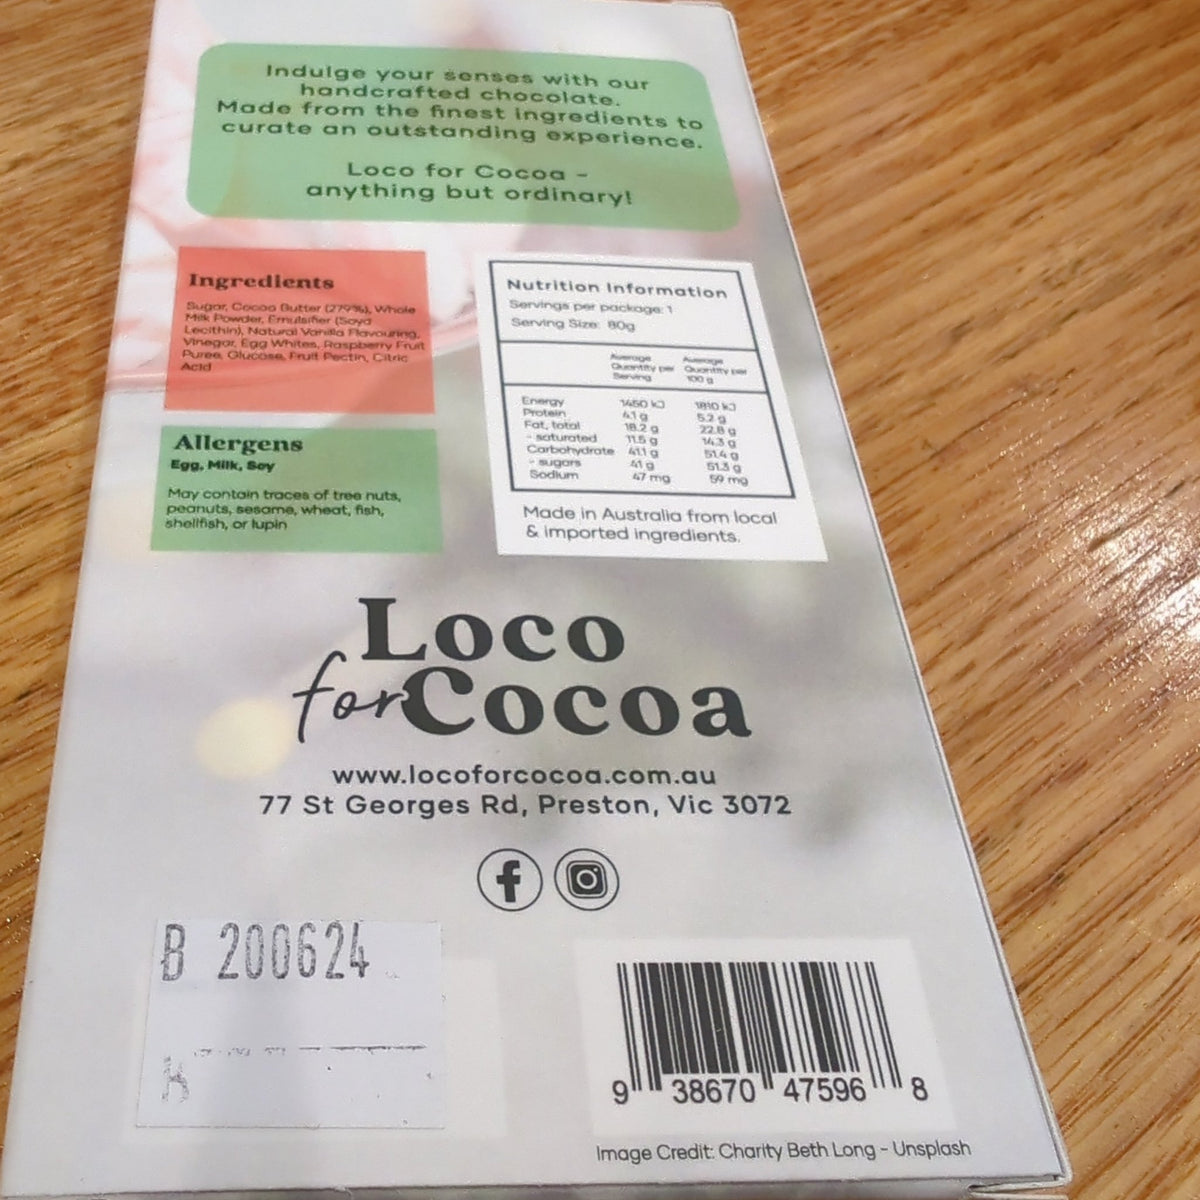 Indulge your senses with our
handcrafted chocolate.
Made from the finest ingredients to
curate an outstanding experience.
Loco for Cocoa -
anything but ordinary!
Ingredients
Sugar, Cocoa Butter (27.9%), Whole
Milk Powder, Emulsifier (Soya
Lecithin), Natural Vanilla Flavouring,
Vinegar, Egg Whites, Raspberry Fruit
Puree, Glucose, Fruit Pectin, Citric
Acid
Allergens
Egg, Milk, Soy
May contain traces of tree nuts,
peanuts, sesame, wheat, fish,
shellfish, or lupin
Nutrition Information
Servings per package: 1
Serving Size: 80g
Average Quantity per Serving
Average Quantity per 100 g
Energy 1450 kJ 1810 kJ
Protein 4.1 g 5.2 g
Fat, total 18.2 g 22.8 g
- saturated 11.5 g 14.3 g
Carbohydrate 41.1 g 51.4 g
- sugars 41 g 51.3 g
Sodium 47 mg 59 mg
Made in Australia from local
& imported ingredients.
Loco
for Cocoa
www.locoforcocoa.com.au
77 St Georges Rd, Preston, Vic 3072
B 200624
9 38670 47596 8
Image Credit: Charity Beth Long - Unsplash